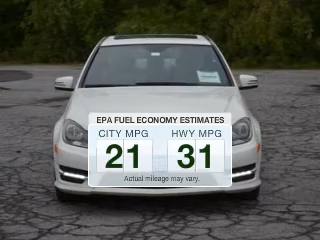 EPA FUEL ECONOMY ESTIMATES
CITY MPG HWY MPG
21 31
Actual mileage may vary.